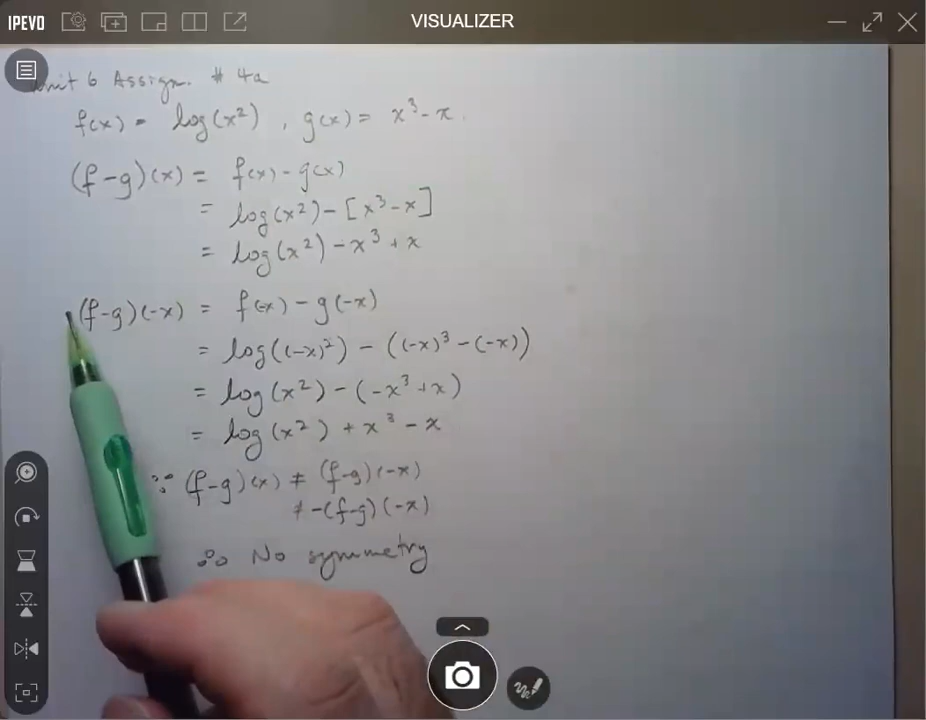 IPEVO
VISUALIZER
Unit 6 Assign. # 4a
f(x) = log(x²) , g(x) = x³ - x
(f-g)(x) = f(x) - g(x)
= log(x²) - [x³ - x]
= log(x²) - x³ + x
(f-g)(-x) = f(-x) - g(-x)
= log((-x)²) - ((-x)³ - (-x))
= log(x²) - (-x³ + x)
= log(x²) + x³ - x
∵ (f-g)(x) ≠ (f-g)(-x)
≠ -(f-g)(-x)
∴ No symmetry